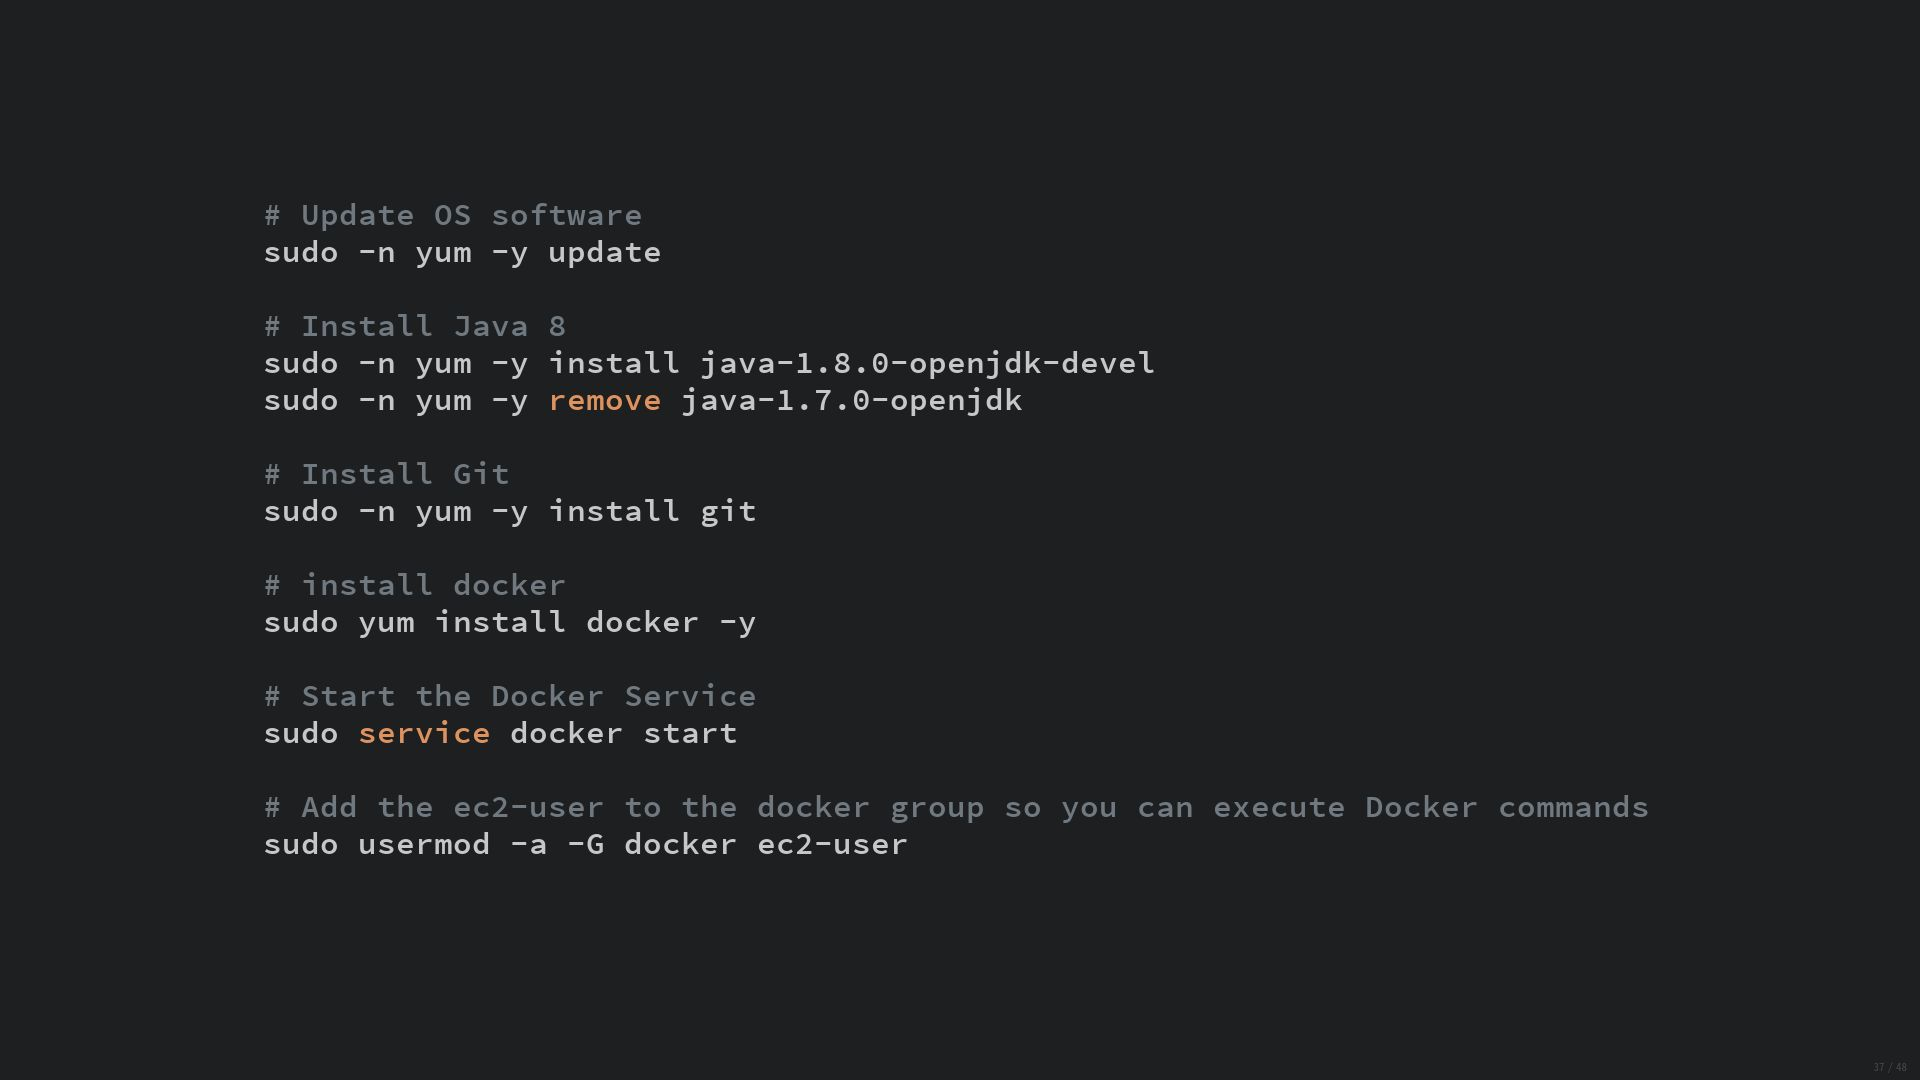 # Update OS software
sudo -n yum -y update
# Install Java 8
sudo -n yum -y install java-1.8.0-openjdk-devel
sudo -n yum -y remove java-1.7.0-openjdk
# Install Git
sudo -n yum -y install git
# install docker
sudo yum install docker -y
# Start the Docker Service
sudo service docker start
# Add the ec2-user to the docker group so you can execute Docker commands
sudo usermod -a -G docker ec2-user
37 / 48